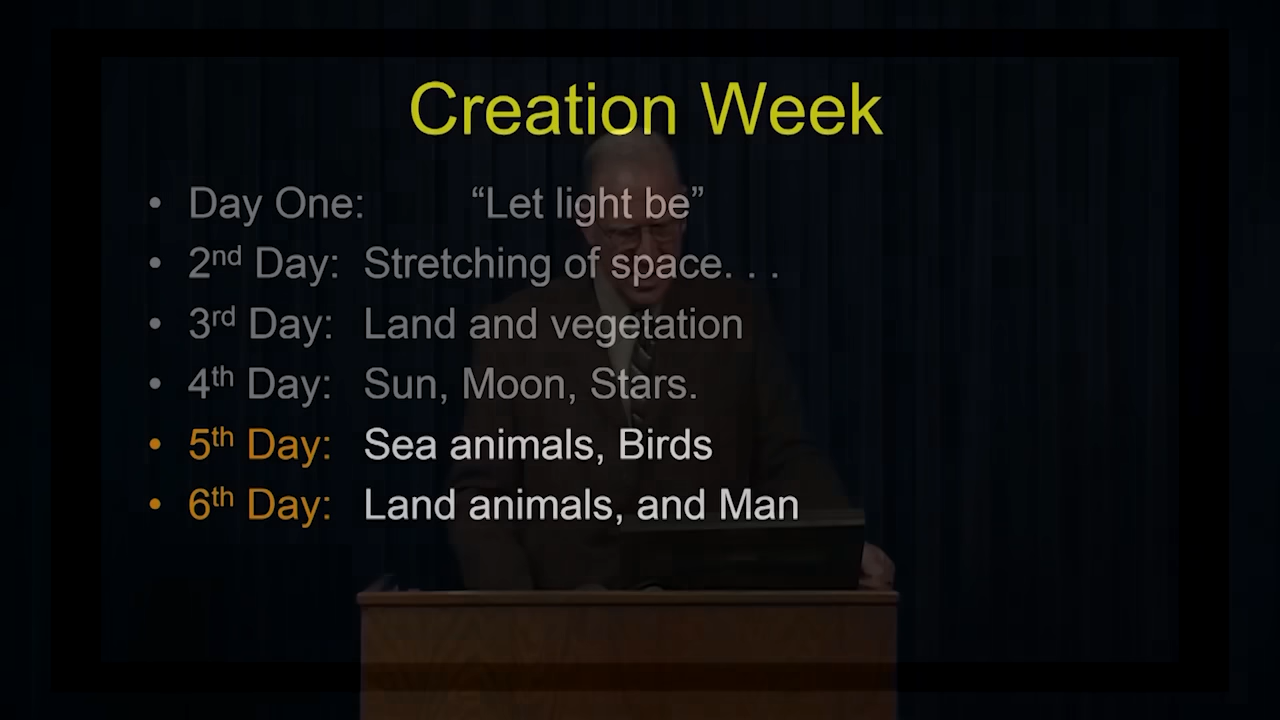 Creation Week
• Day One: “Let light be”
• 2nd Day: Stretching of space. . .
• 3rd Day: Land and vegetation
• 4th Day: Sun, Moon, Stars.
• 5th Day: Sea animals, Birds
• 6th Day: Land animals, and Man